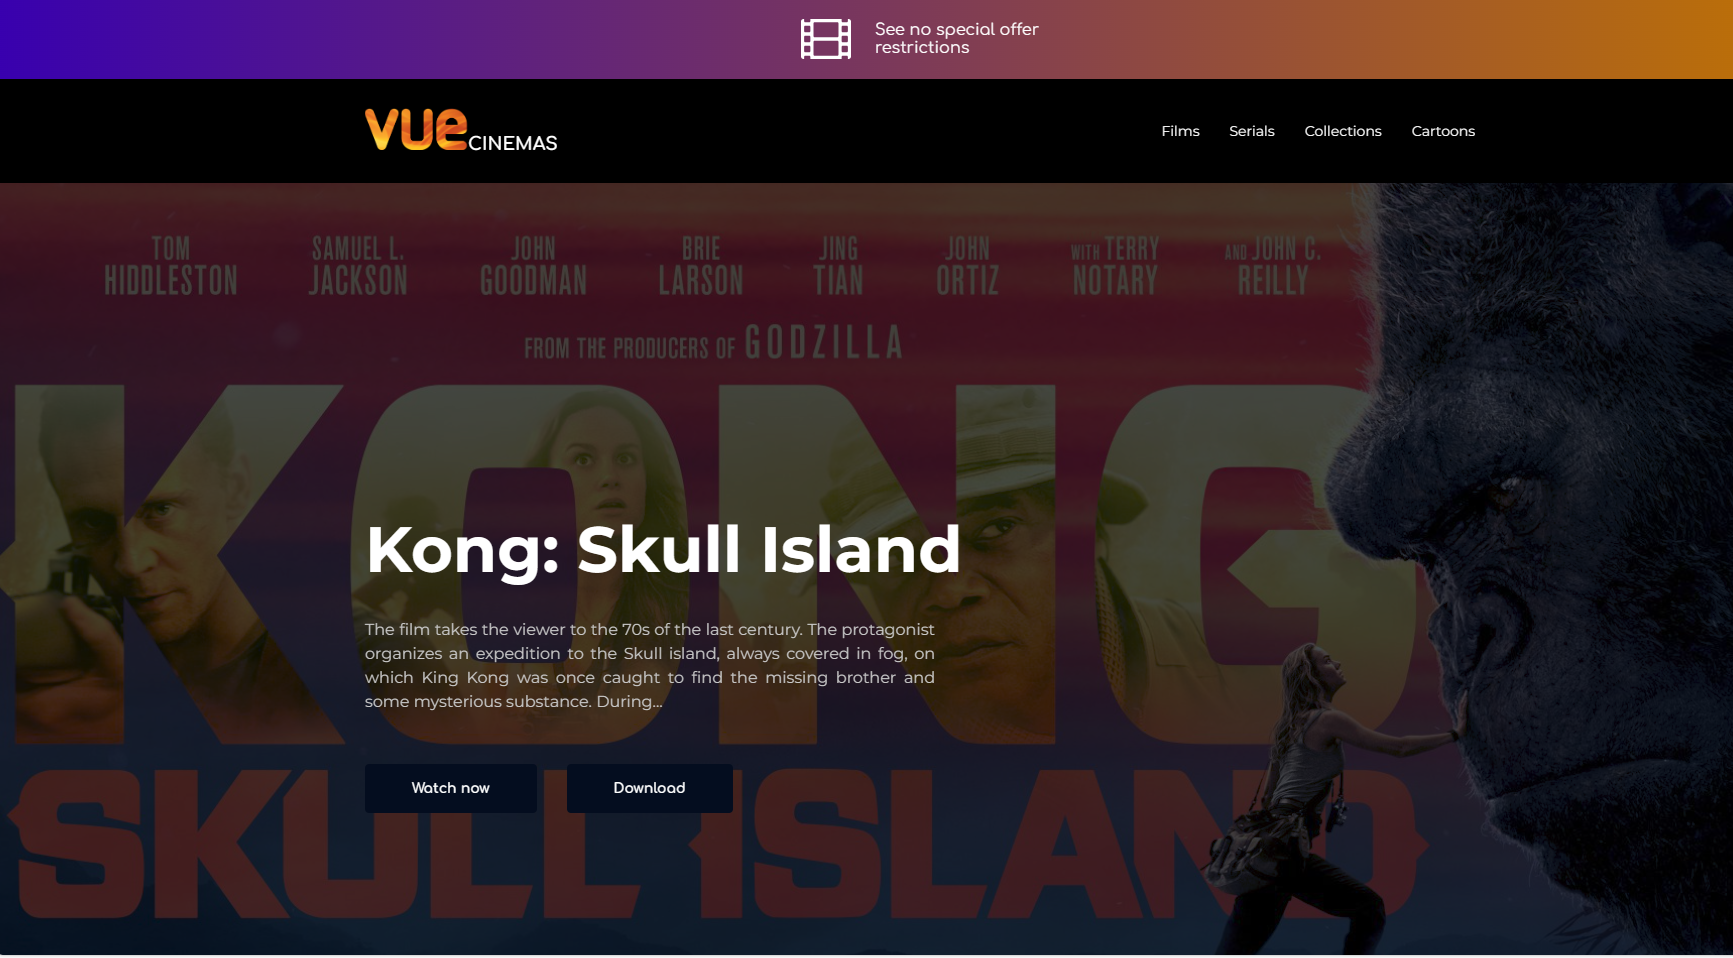 See no special offer
restrictions
vue CINEMAS
Films Serials Collections Cartoons
TOM HIDDLESTON
SAMUEL L. JACKSON
JOHN GOODMAN
BRIE LARSON
JING TIAN
JOHN ORTIZ
WITH TERRY NOTARY
AND JOHN C. REILLY
FROM THE PRODUCERS OF GODZILLA
KONG
Kong: Skull Island
The film takes the viewer to the 70s of the last century. The protagonist
organizes an expedition to the Skull island, always covered in fog, on
which King Kong was once caught to find the missing brother and
some mysterious substance. During...
Watch now Download
SKULL ISLAND